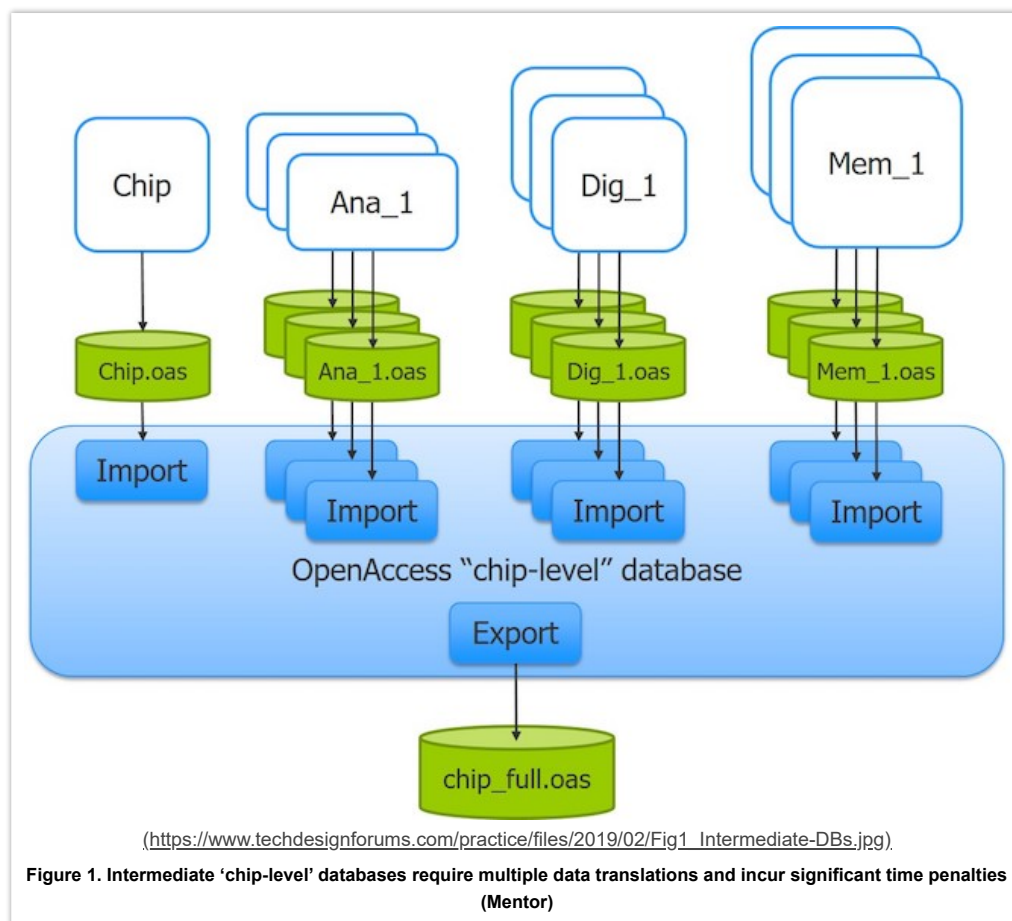 Chip
Ana_1
Dig_1
Mem_1
Chip.oas
Ana_1.oas
Dig_1.oas
Mem_1.oas
Import
Import
Import
Import
OpenAccess “chip-level” database
Export
chip_full.oas
(https://www.techdesignforums.com/practice/files/2019/02/Fig1_Intermediate-DBs.jpg)
Figure 1. Intermediate ‘chip-level’ databases require multiple data translations and incur significant time penalties
(Mentor)